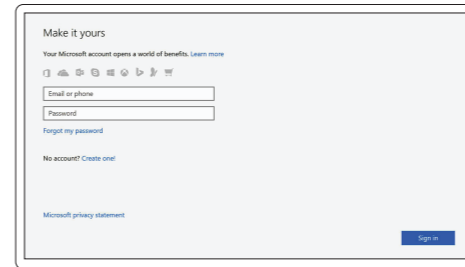 Make it yours
Your Microsoft account opens a world of benefits. Learn more
Email or phone
Password
Forgot my password
No account? Create one!
Microsoft privacy statement
Sign in